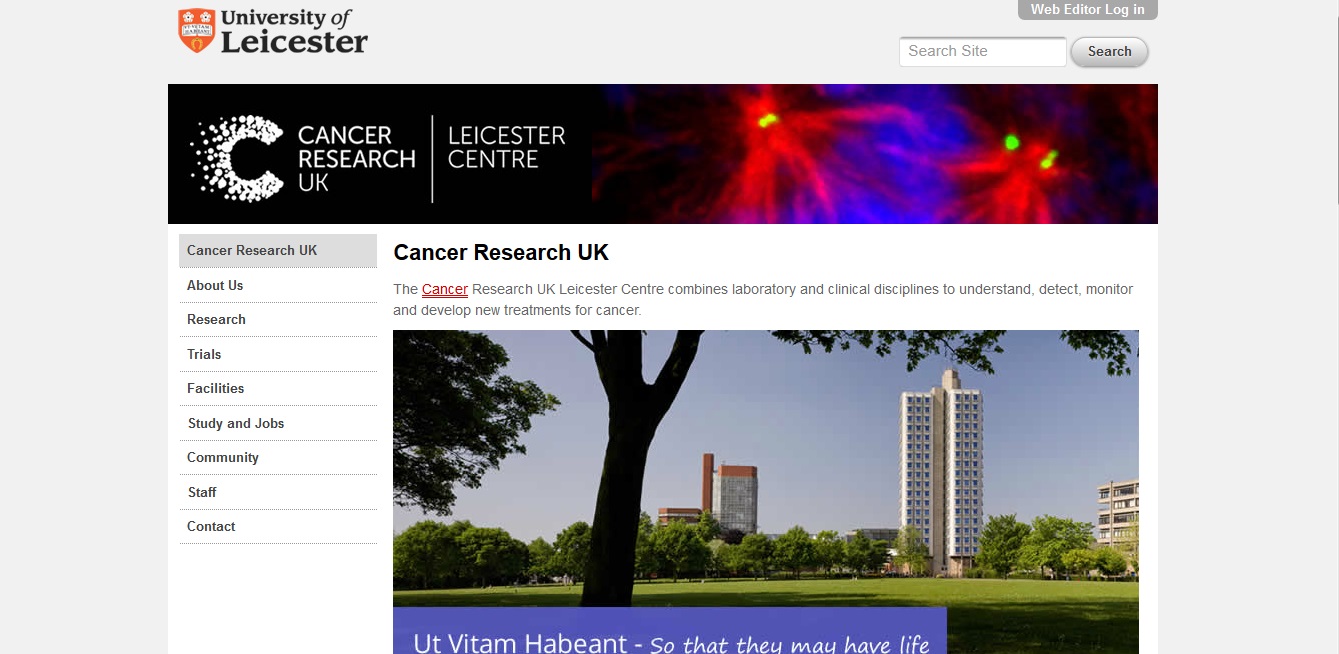 University of
Leicester
Web Editor Log in
Search Site
Search
CANCER
RESEARCH
UK
LEICESTER
CENTRE
Cancer Research UK
About Us
Research
Trials
Facilities
Study and Jobs
Community
Staff
Contact
Cancer Research UK
The Cancer Research UK Leicester Centre combines laboratory and clinical disciplines to understand, detect, monitor
and develop new treatments for cancer.
Ut Vitam Habeant - So that they may have life